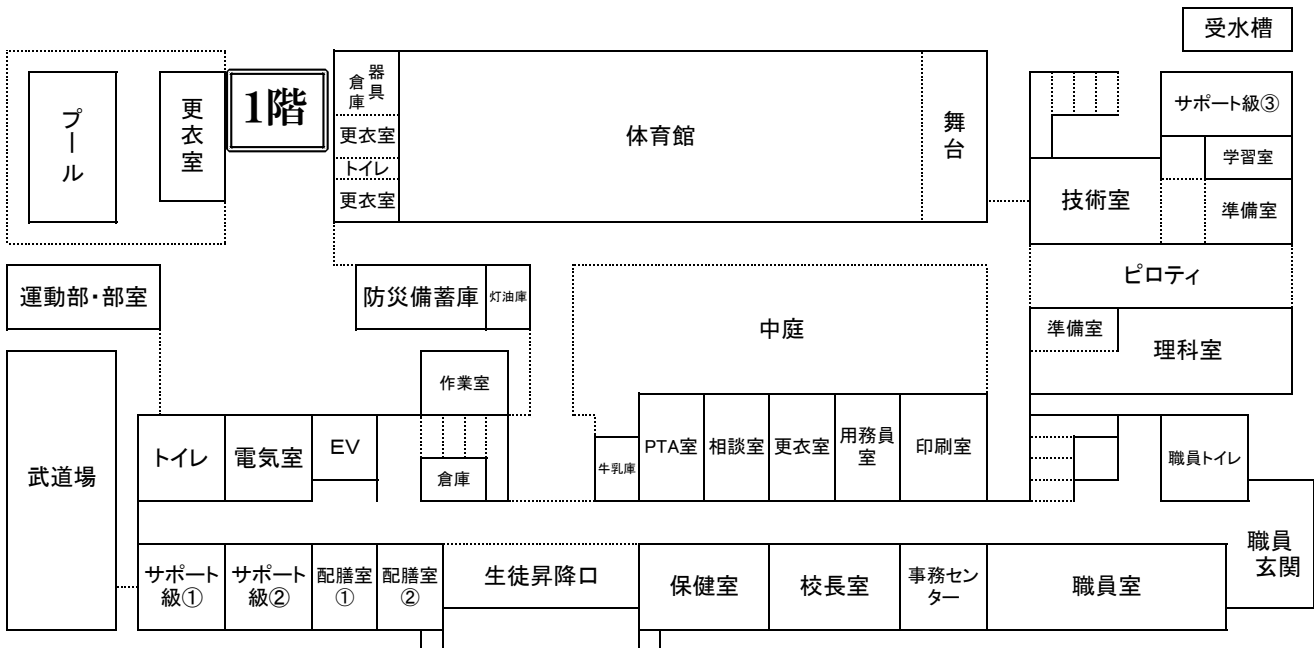 受水槽
プール
更衣室
1階
器具
倉庫
更衣室
トイレ
更衣室
体育館
舞台
サポート級③
学習室
技術室
準備室
ピロティ
運動部・部室
防災備蓄庫
灯油庫
中庭
準備室
理科室
作業室
武道場
トイレ
電気室
EV
倉庫
牛乳庫
PTA室
相談室
更衣室
用務員
室
印刷室
職員トイレ
職員
玄関
サポート
級①
サポート
級②
配膳室
①
配膳室
②
生徒昇降口
保健室
校長室
事務セン
ター
職員室